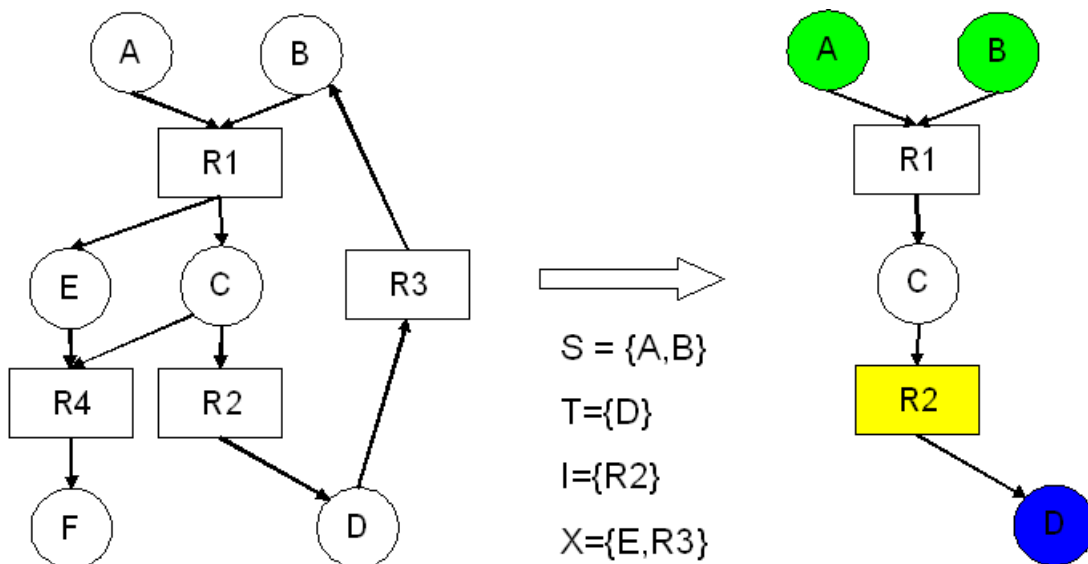 A
B
R1
E
C
R3
R4
R2
F
D
S = {A,B}
T={D}
I={R2}
X={E,R3}
A
B
R1
C
R2
D